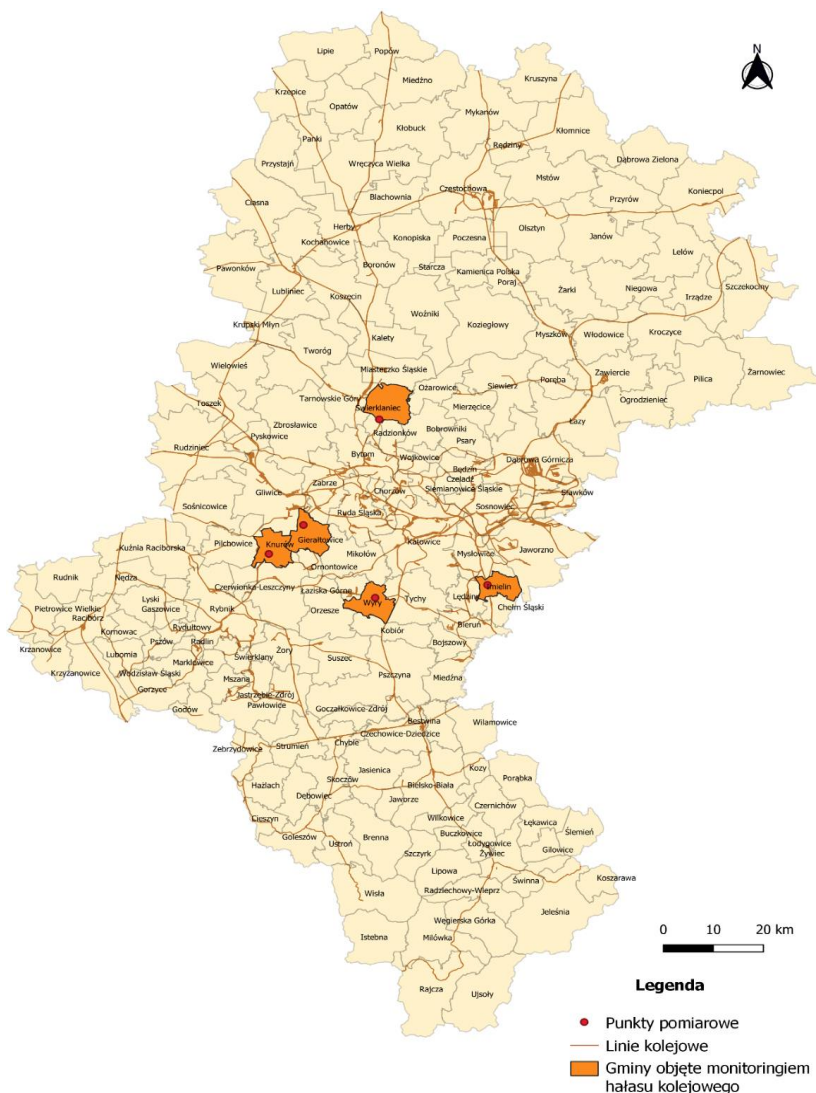 Lipie
Popów
N
Miedźno
Kruszyna
Krzepice
Opatów
Mykanów
Kłobuck
Kłomnice
Panki
Rędziny
Dąbrowa Zielona
Przystajń
Wręczyca Wielka
Mstów
Koniecpol
Częstochowa
Przyrów
Blachownia
Ciasna
Herby
Olsztyn
Janów
Kochanowice
Konopiska
Poczesna
Lelów
Pawonków
Boronów
Starcza
Kamienica Polska
Poraj
Szczekociny
Lubliniec
Koszęcin
Żarki
Niegowa
Irządze
Woźniki
Krupski Młyn
Koziegłowy
Kroczyce
Kalety
Myszków
Włodowice
Tworóg
Wielowieś
Miasteczko Śląskie
Zawiercie
Żarnowiec
Ożarowice
Siewierz
Poręba
Pilica
Toszek
Tarnowskie Góry
Ogrodzieniec
Świerklaniec
Mierzęcice
Zbrosławice
Łazy
Radzionków
Bobrowniki
Rudziniec
Pyskowice
Psary
Bytom
Wojkowice
Dąbrowa Górnicza
Będzin
Zabrze
Czeladź
Gliwice
Chorzów
Siemianowice Śląskie
Sławków
Sośnicowice
Ruda Śląska
Sosnowiec
Pilchowice
Knurów
Gierałtowice
Katowice
Kuźnia Raciborska
Mikołów
Mysłowice
Jaworzno
Ornontowice
Rudnik
Nędza
Czerwionka-Leszczyny
Łaziska Górne
Imielin
Lyski
Lędziny
Pietrowice Wielkie
Gaszowice
Rybnik
Orzesze
Wyry
Tychy
Chełm Śląski
Racibórz
Kornowac
Rydułtowy
Bieruń
Pszów
Radlin
Kobiór
Krzanowice
Lubomia
Żory
Bojszowy
Marklowice
Świerklany
Suszec
Krzyżanowice
Wodzisław Śląski
Mszana
Pszczyna
Miedźna
Gorzyce
Jastrzębie-Zdrój
Godów
Pawłowice
Goczałkowice-Zdrój
Bestwina
Wilamowice
Czechowice-Dziedzice
Zebrzydowice
Strumień
Chybie
Kozy
Jasienica
Porąbka
Hażlach
Skoczów
Bielsko-Biała
Dębowiec
Jaworze
Czernichów
Cieszyn
Wilkowice
Łękawica
Goleszów
Brenna
Buczkowice
Ślemień
Ustroń
Łodygowice
Gilowice
Szczyrk
Żywiec
Lipowa
Świnna
Koszarawa
Wisła
Radziechowy-Wieprz
Jeleśnia
Węgierska Górka
Istebna
Milówka
0 10 20 km
Rajcza
Ujsoły
Legenda
Punkty pomiarowe
Linie kolejowe
Gminy objęte monitoringiem
hałasu kolejowego